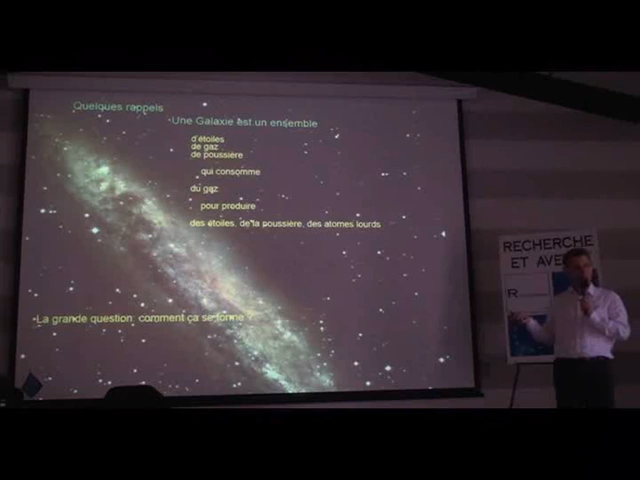 Quelques rappels
Une Galaxie est un ensemble
d'étoiles
de gaz
de poussière
qui consomme
du gaz
pour produire
des étoiles, de la poussière, des atomes lourds
La grande question: comment ça se forme ?
RECHERCHE
ET